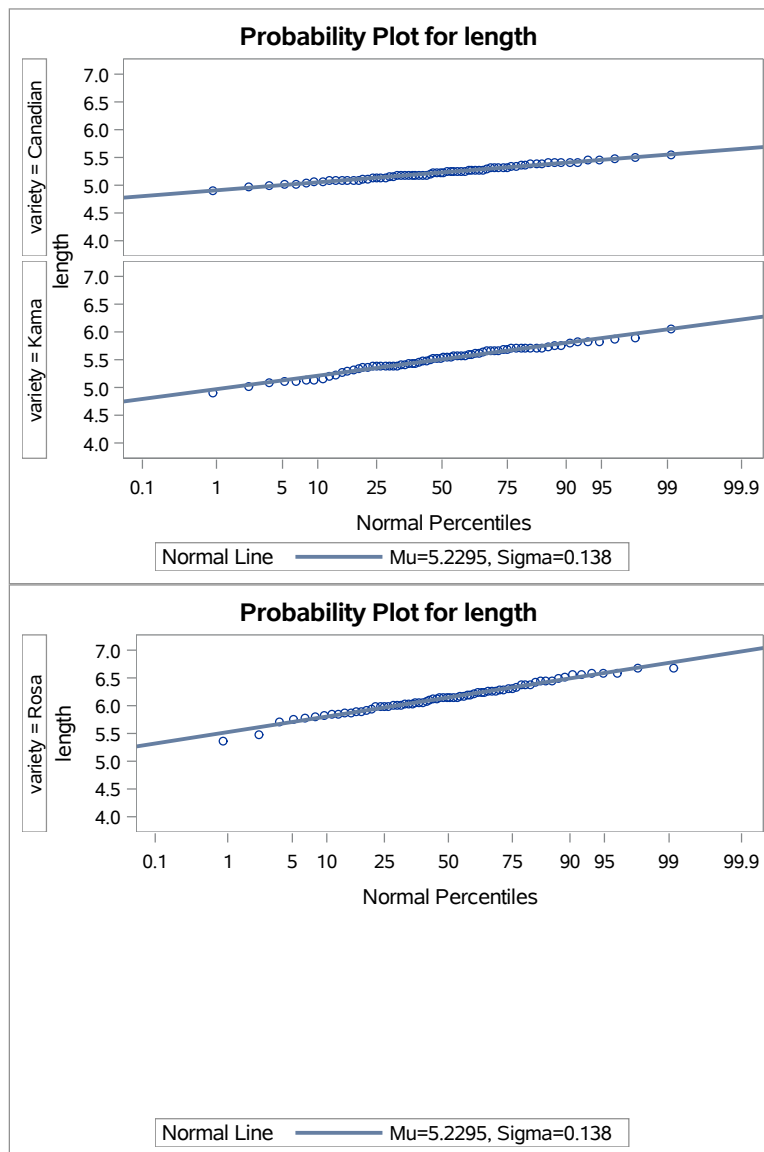 Probability Plot for length
variety = Canadian
7.0
6.5
6.0
5.5
5.0
4.5
4.0
length
variety = Kama
7.0
6.5
6.0
5.5
5.0
4.5
4.0
0.1 1 5 10 25 50 75 90 95 99 99.9
Normal Percentiles
Normal Line Mu=5.2295, Sigma=0.138
Probability Plot for length
variety = Rosa
length
7.0
6.5
6.0
5.5
5.0
4.5
4.0
0.1 1 5 10 25 50 75 90 95 99 99.9
Normal Percentiles
Normal Line Mu=5.2295, Sigma=0.138